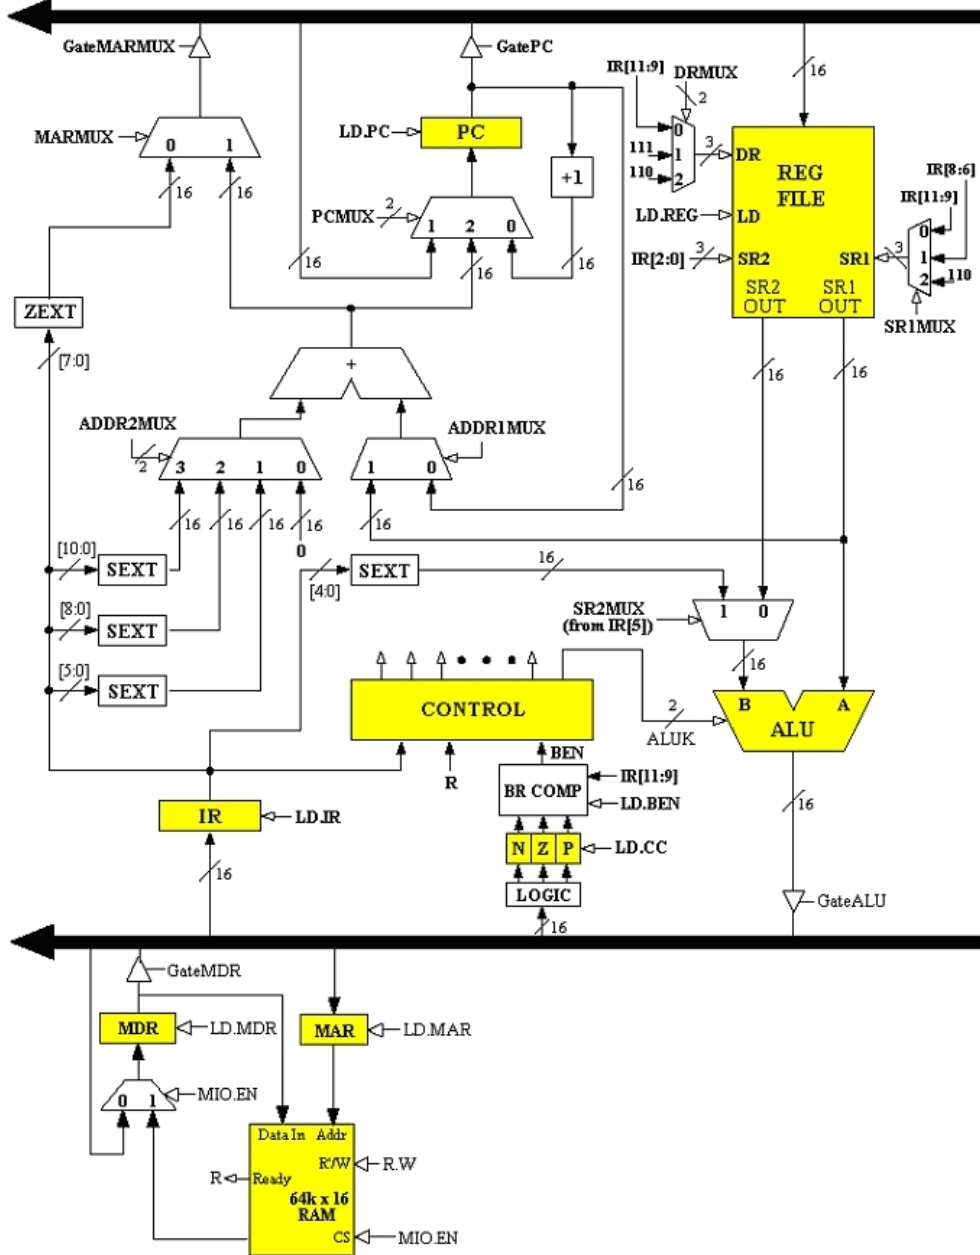 GateMARMUX
GatePC
IR[11:9]
DRMUX
16
2
MARMUX
0 1
LD.PC
PC
0
111
1
3
DR
110
2
REG
FILE
IR[8:6]
IR[11:9]
+1
16
16
PCMUX
2
1 2 0
LD.REG
LD
0
IR[2:0]
3
SR2
SR1
3
1
2
110
16
16
16
SR2
OUT
SR1
OUT
SR1MUX
ZEXT
[7:0]
+
16
16
ADDR2MUX
ADDR1MUX
2
3 2 1 0
1 0
16
16
16
16
16
16
0
[10:0]
SEXT
[4:0]
SEXT
16
[8:0]
SEXT
SR2MUX
(from IR[5])
1 0
16
[5:0]
SEXT
CONTROL
2
ALUK
B
A
ALU
R
BEN
BR COMP
IR[11:9]
LD.BEN
16
IR
LD.IR
N Z P
LD.CC
16
LOGIC
16
GateALU
GateMDR
MDR
LD.MDR
MAR
LD.MAR
0 1
MIO.EN
Data In
Addr
R
Ready
R'/W
R.W
64k x 16
RAM
CS
MIO.EN